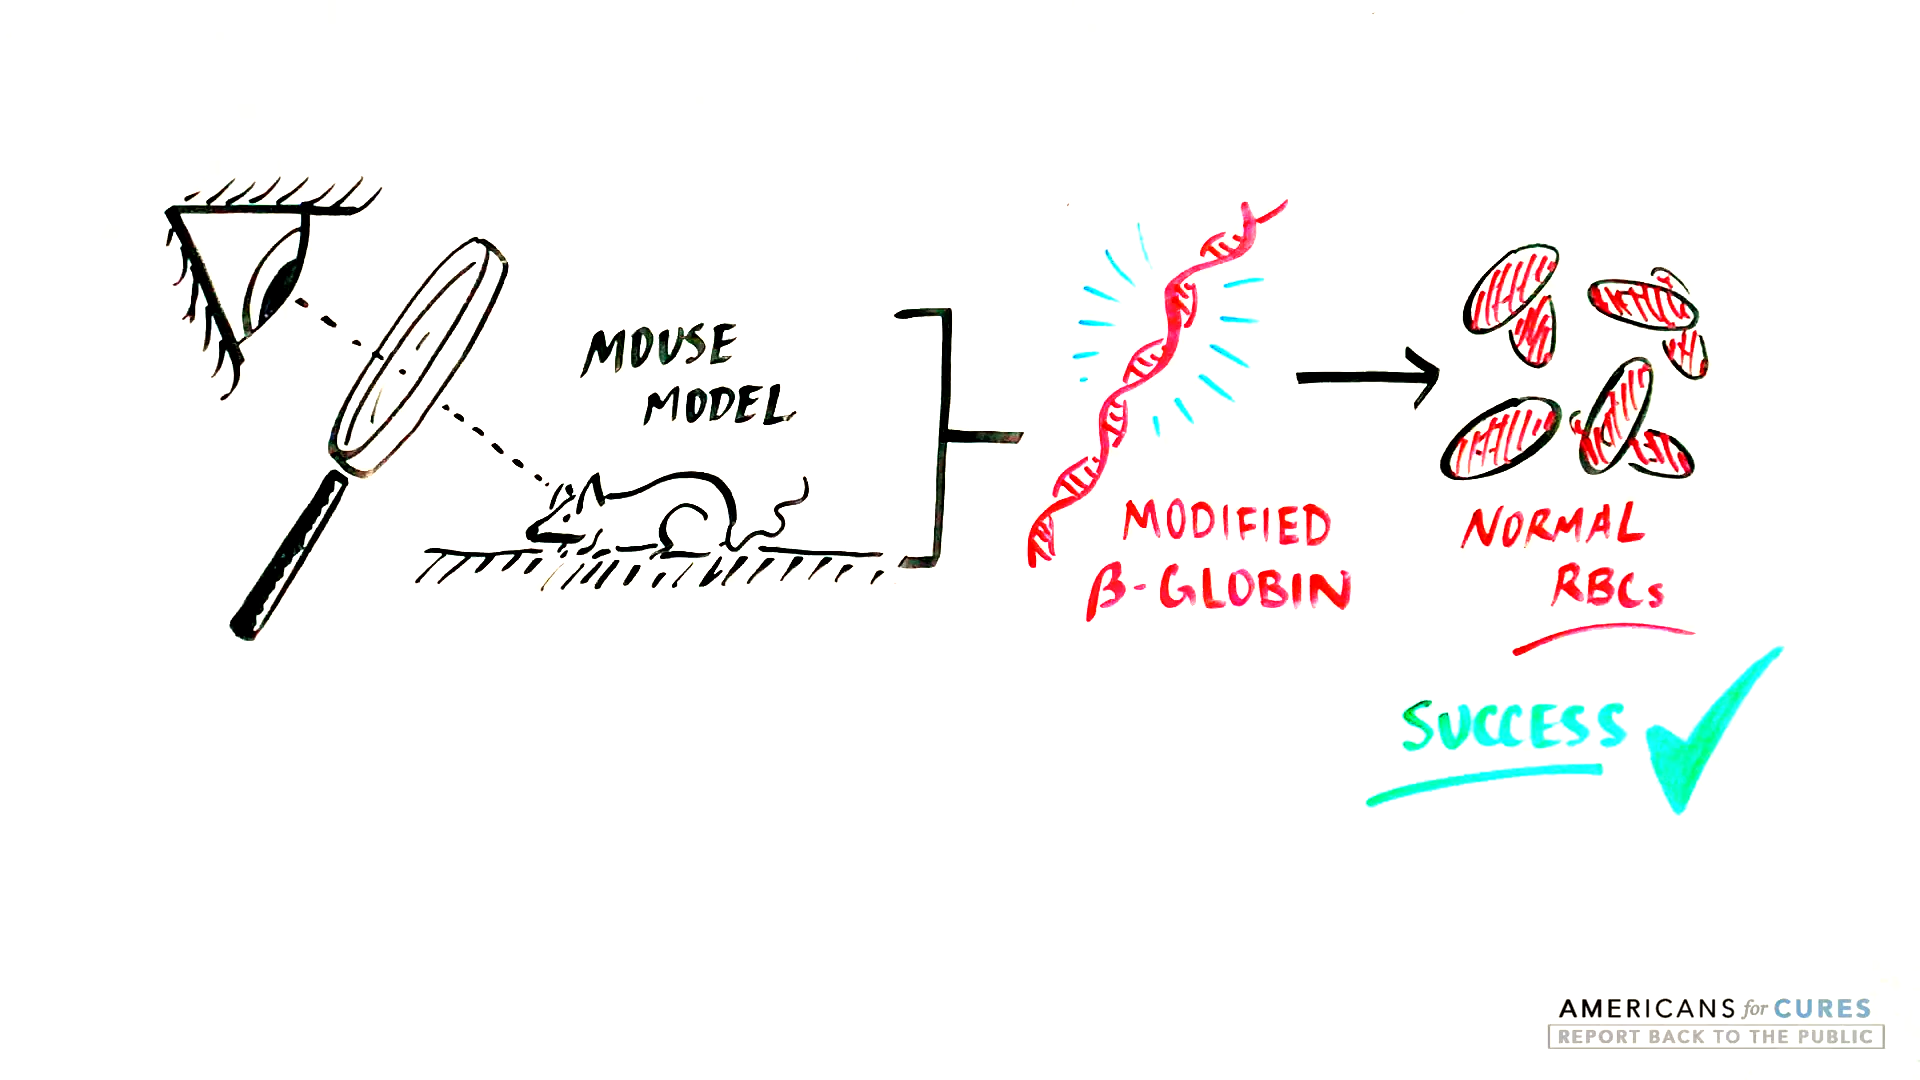 MOUSE
MODEL
MODIFIED
β-GLOBIN
NORMAL
RBCs
SUCCESS
AMERICANS for CURES
REPORT BACK TO THE PUBLIC